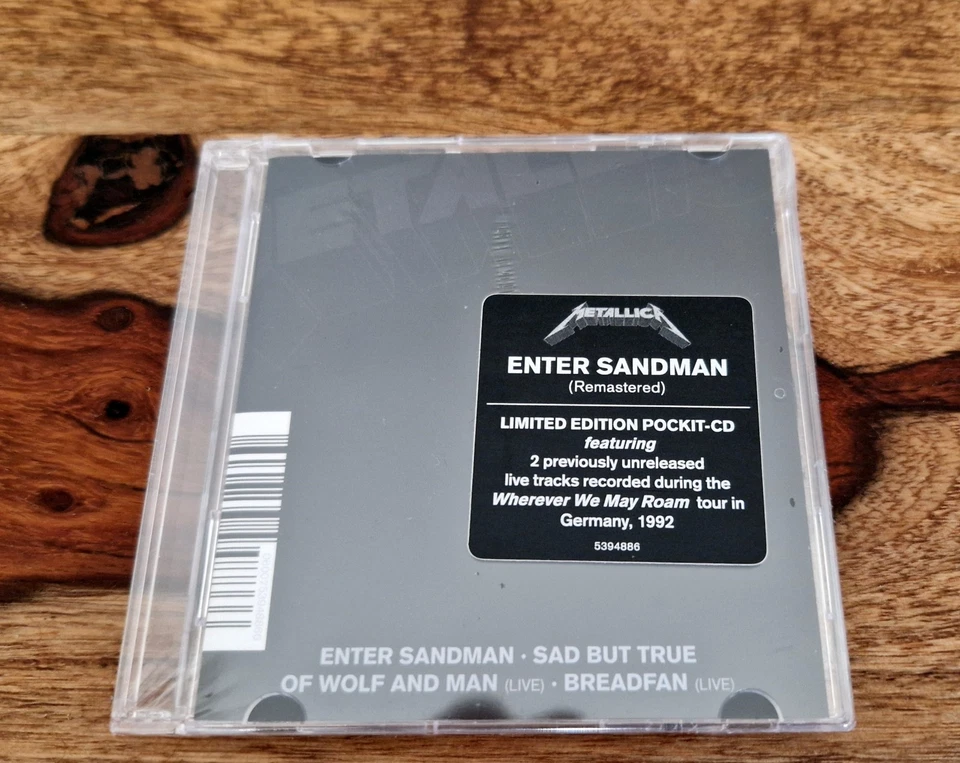 METALLICA
ENTER SANDMAN
(Remastered)
LIMITED EDITION POCKIT-CD
featuring
2 previously unreleased
live tracks recorded during the
Wherever We May Roam tour in
Germany, 1992
5394886
ENTER SANDMAN · SAD BUT TRUE
OF WOLF AND MAN (LIVE) · BREADFAN (LIVE)